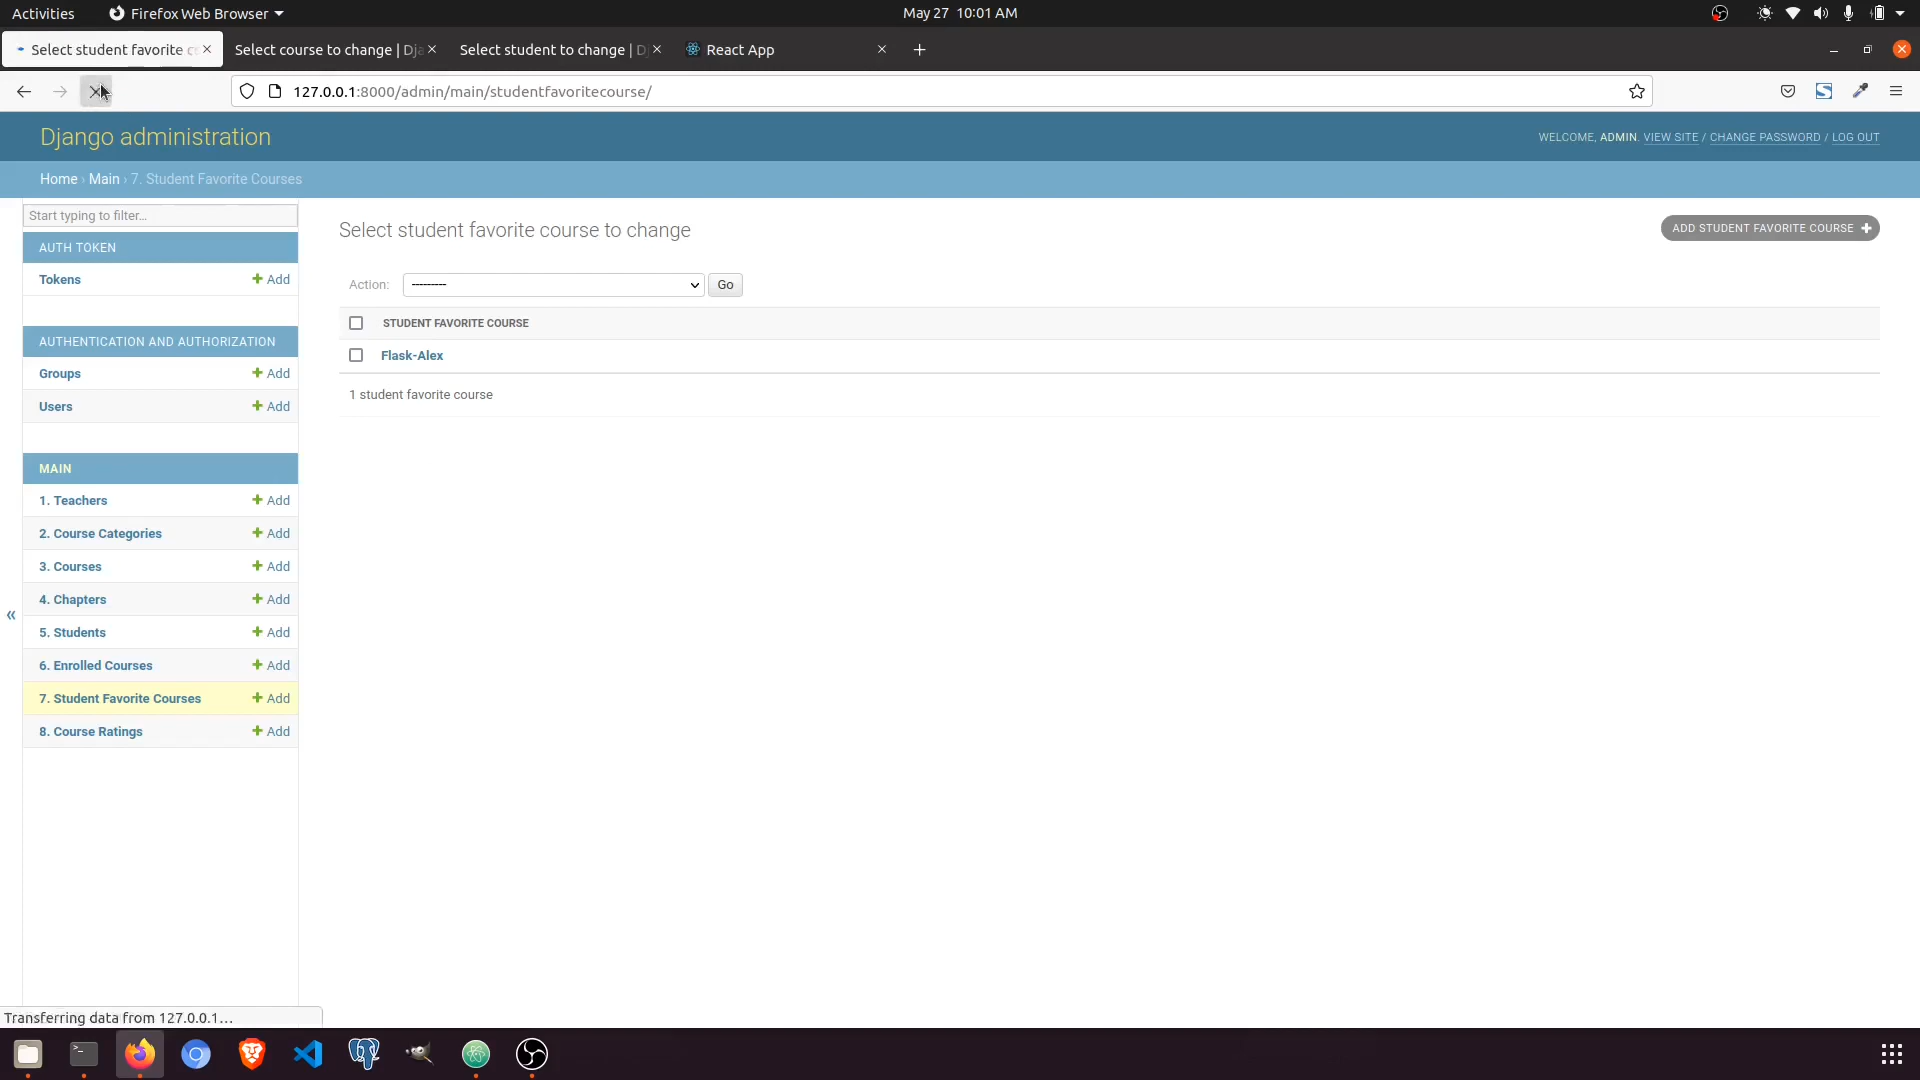 Activities
Firefox Web Browser
May 27 10:01 AM
Select student favorite c
Select course to change | Dja
Select student to change | D
React App
127.0.0.1:8000/admin/main/studentfavoritecourse/
Django administration
WELCOME, ADMIN. VIEW SITE / CHANGE PASSWORD / LOG OUT
Home › Main › 7. Student Favorite Courses
Start typing to filter...
AUTH TOKEN
Tokens
+ Add
AUTHENTICATION AND AUTHORIZATION
Groups
+ Add
Users
+ Add
MAIN
1. Teachers
+ Add
2. Course Categories
+ Add
3. Courses
+ Add
4. Chapters
+ Add
5. Students
+ Add
6. Enrolled Courses
+ Add
7. Student Favorite Courses
+ Add
8. Course Ratings
+ Add
«
Select student favorite course to change
ADD STUDENT FAVORITE COURSE +
Action:
---------
Go
STUDENT FAVORITE COURSE
Flask-Alex
1 student favorite course
Transferring data from 127.0.0.1...